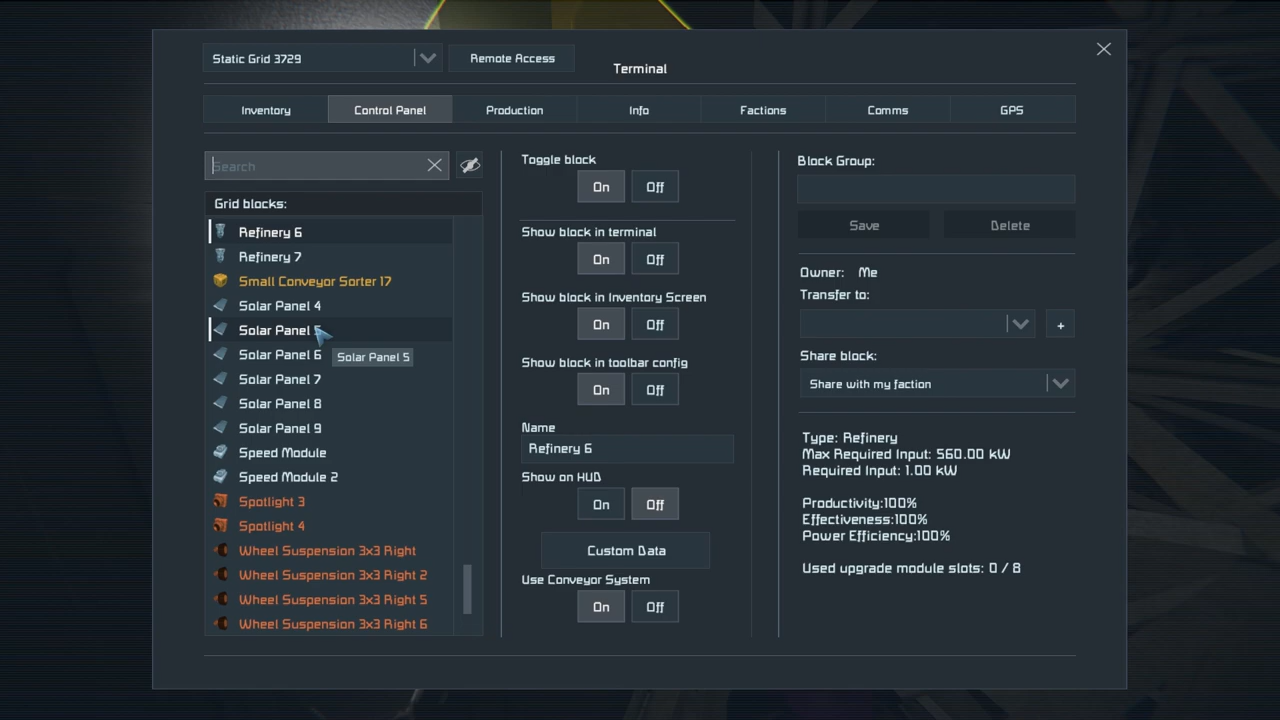 Static Grid 3729
Remote Access
Terminal
Inventory
Control Panel
Production
Info
Factions
Comms
GPS
Search
Grid blocks:
Refinery 6
Refinery 7
Small Conveyor Sorter 17
Solar Panel 4
Solar Panel 5
Solar Panel 6
Solar Panel 5
Solar Panel 7
Solar Panel 8
Solar Panel 9
Speed Module
Speed Module 2
Spotlight 3
Spotlight 4
Wheel Suspension 3x3 Right
Wheel Suspension 3x3 Right 2
Wheel Suspension 3x3 Right 5
Wheel Suspension 3x3 Right 6
Toggle block
On Off
Show block in terminal
On Off
Show block in Inventory Screen
On Off
Show block in toolbar config
On Off
Name
Refinery 6
Show on HUD
On Off
Custom Data
Use Conveyor System
On Off
Block Group:
Save Delete
Owner: Me
Transfer to:
+
Share block:
Share with my faction
Type: Refinery
Max Required Input: 560.00 kW
Required Input: 1.00 kW
Productivity:100%
Effectiveness:100%
Power Efficiency:100%
Used upgrade module slots: 0 / 8